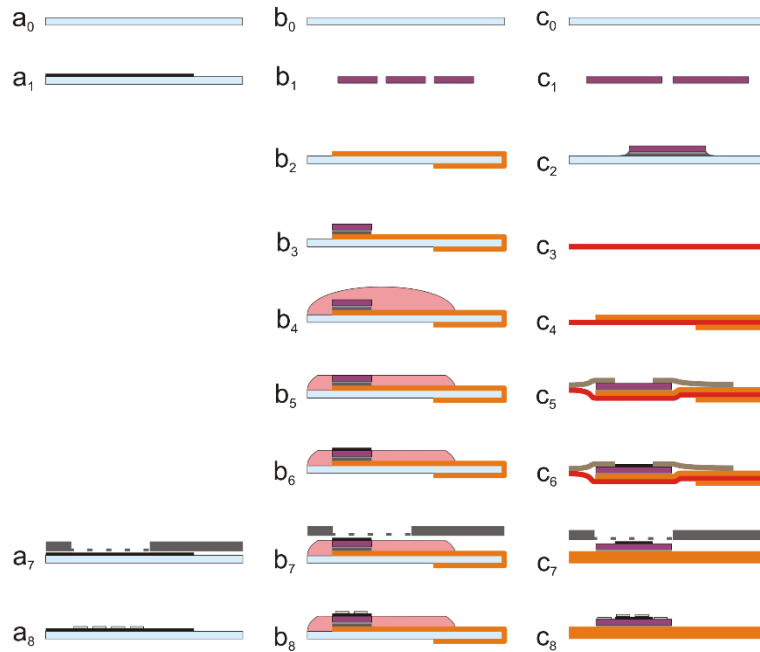 a₀ b₀ c₀
a₁ b₁ c₁
b₂ c₂
b₃ c₃
b₄ c₄
b₅ c₅
b₆ c₆
a₇ b₇ c₇
a₈ b₈ c₈